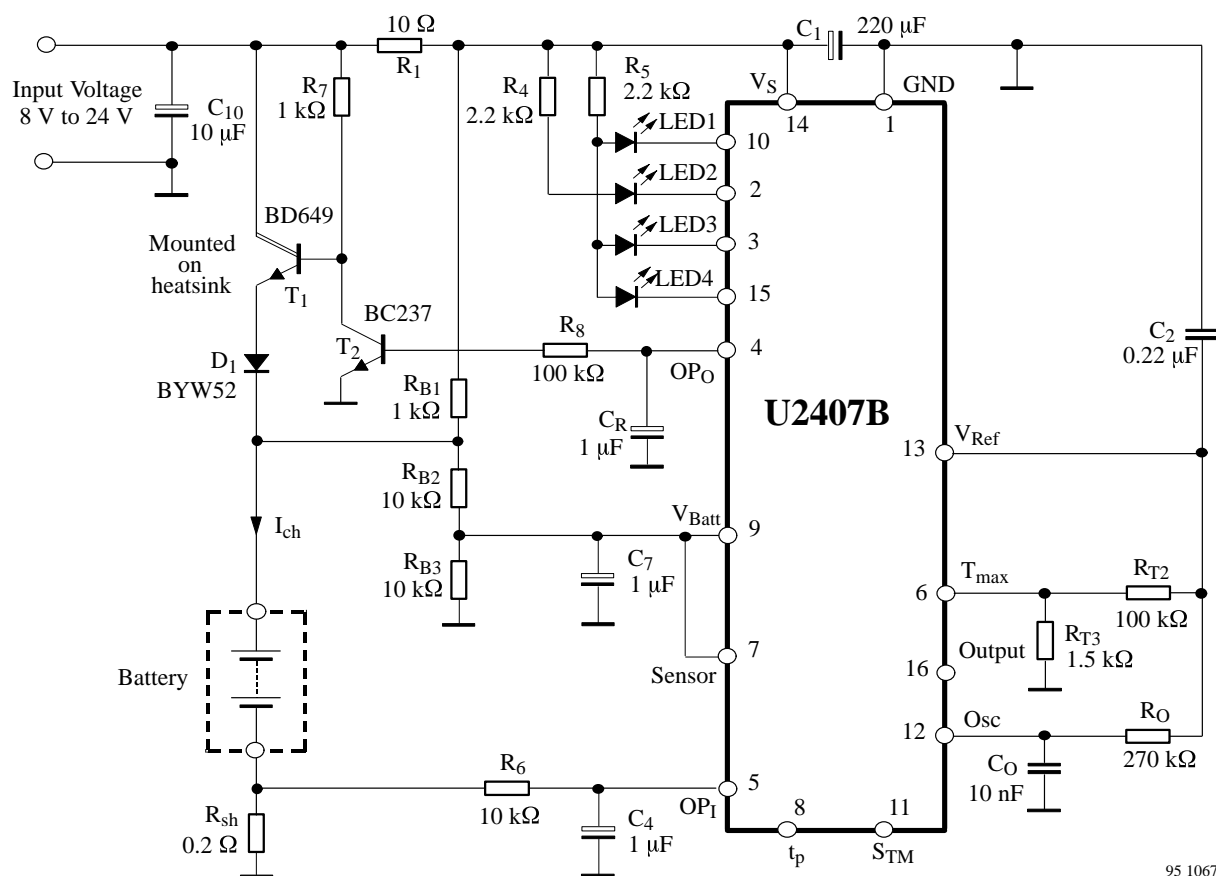 10 Ω
R1
C1
220 μF
Input Voltage
8 V to 24 V
C10
10 μF
R7
1 kΩ
R4
2.2 kΩ
R5
2.2 kΩ
VS
14
GND
1
LED1
10
LED2
2
LED3
3
LED4
15
BD649
Mounted
on
heatsink
T1
BC237
T2
R8
100 kΩ
4
OPO
C2
0.22 μF
D1
BYW52
RB1
1 kΩ
CR
1 μF
U2407B
13
VRef
RB2
10 kΩ
Ich
VBatt
9
RB3
10 kΩ
C7
1 μF
6
Tmax
RT2
100 kΩ
RT3
1.5 kΩ
Battery
7
Sensor
Output
16
12
Osc
RO
270 kΩ
CO
10 nF
R6
10 kΩ
5
OPI
Rsh
0.2 Ω
C4
1 μF
8
tp
11
STM
95 1067